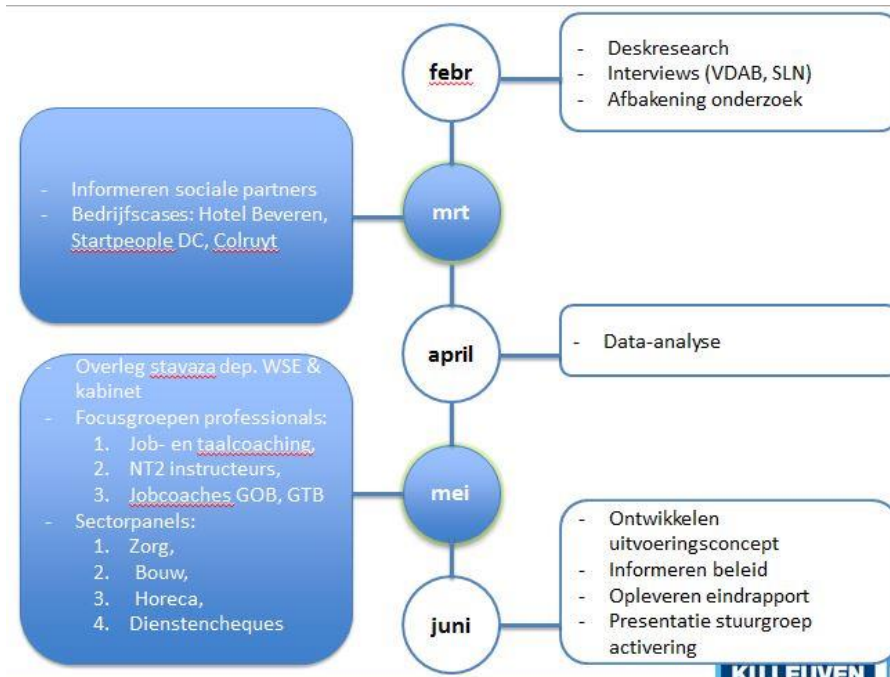 febr
- Deskresearch
- Interviews (VDAB, SLN)
- Afbakening onderzoek
mrt
- Informeren sociale partners
- Bedrijfscases: Hotel Beveren,
Startpeople DC, Colruyt
april
- Data-analyse
mei
- Overleg stavaza dep. WSE &
kabinet
- Focusgroepen professionals:
1. Job- en taalcoaching,
2. NT2 instructeurs,
3. Jobcoaches GOB, GTB
- Sectorpanels:
1. Zorg,
2. Bouw,
3. Horeca,
4. Dienstencheques
juni
- Ontwikkelen
uitvoeringsconcept
- Informeren beleid
- Opleveren eindrapport
- Presentatie stuurgroep
activering
KU LEUVEN